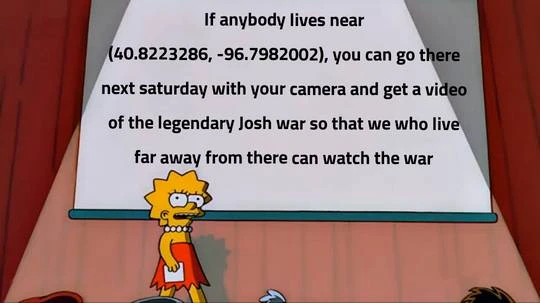 If anybody lives near
(40.8223286, -96.7982002), you can go there
next saturday with your camera and get a video
of the legendary Josh war so that we who live
far away from there can watch the war